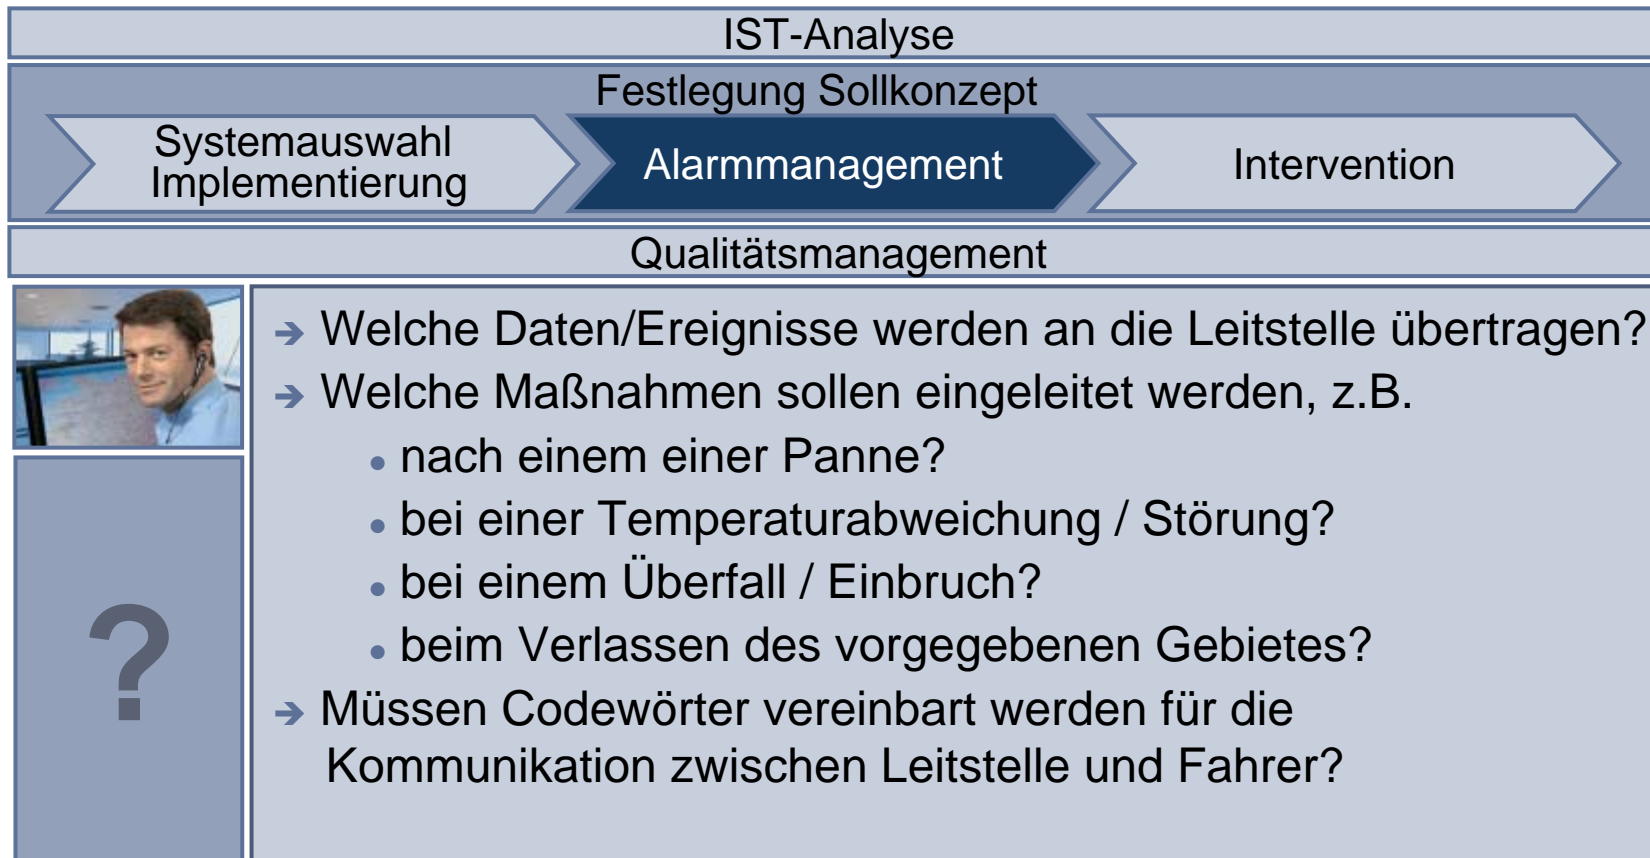 IST-Analyse
Festlegung Sollkonzept
Systemauswahl
Implementierung
Alarmmanagement
Intervention
Qualitätsmanagement
➔ Welche Daten/Ereignisse werden an die Leitstelle übertragen?
➔ Welche Maßnahmen sollen eingeleitet werden, z.B.
• nach einem einer Panne?
• bei einer Temperaturabweichung / Störung?
• bei einem Überfall / Einbruch?
• beim Verlassen des vorgegebenen Gebietes?
➔ Müssen Codewörter vereinbart werden für die
Kommunikation zwischen Leitstelle und Fahrer?
?